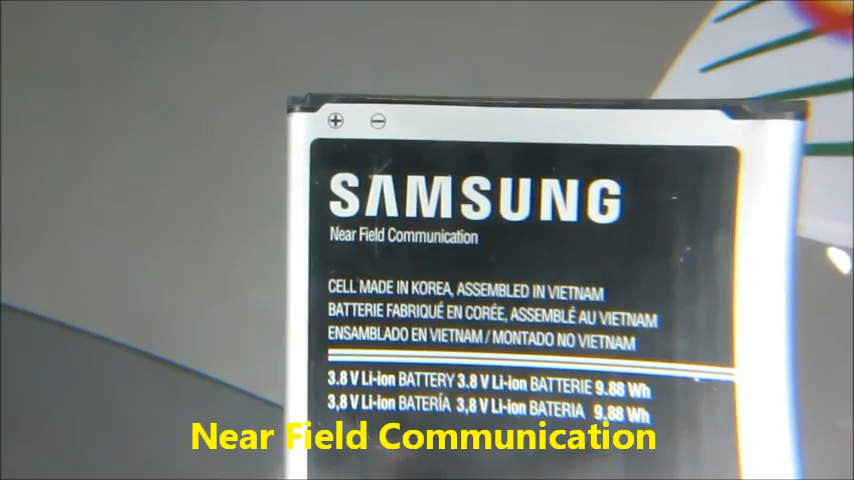 SAMSUNG
Near Field Communication
CELL MADE IN KOREA, ASSEMBLED IN VIETNAM
BATTERIE FABRIQUÉ EN CORÉE, ASSEMBLÉ AU VIETNAM
ENSAMBLADO EN VIETNAM / MONTADO NO VIETNAM
3.8 V Li-ion BATTERY 3.8 V Li-ion BATTERIE 9.88 Wh
3,8 V Li-ion BATERÍA 3,8 V Li-ion BATERIA 9,88 Wh
Near Field Communication